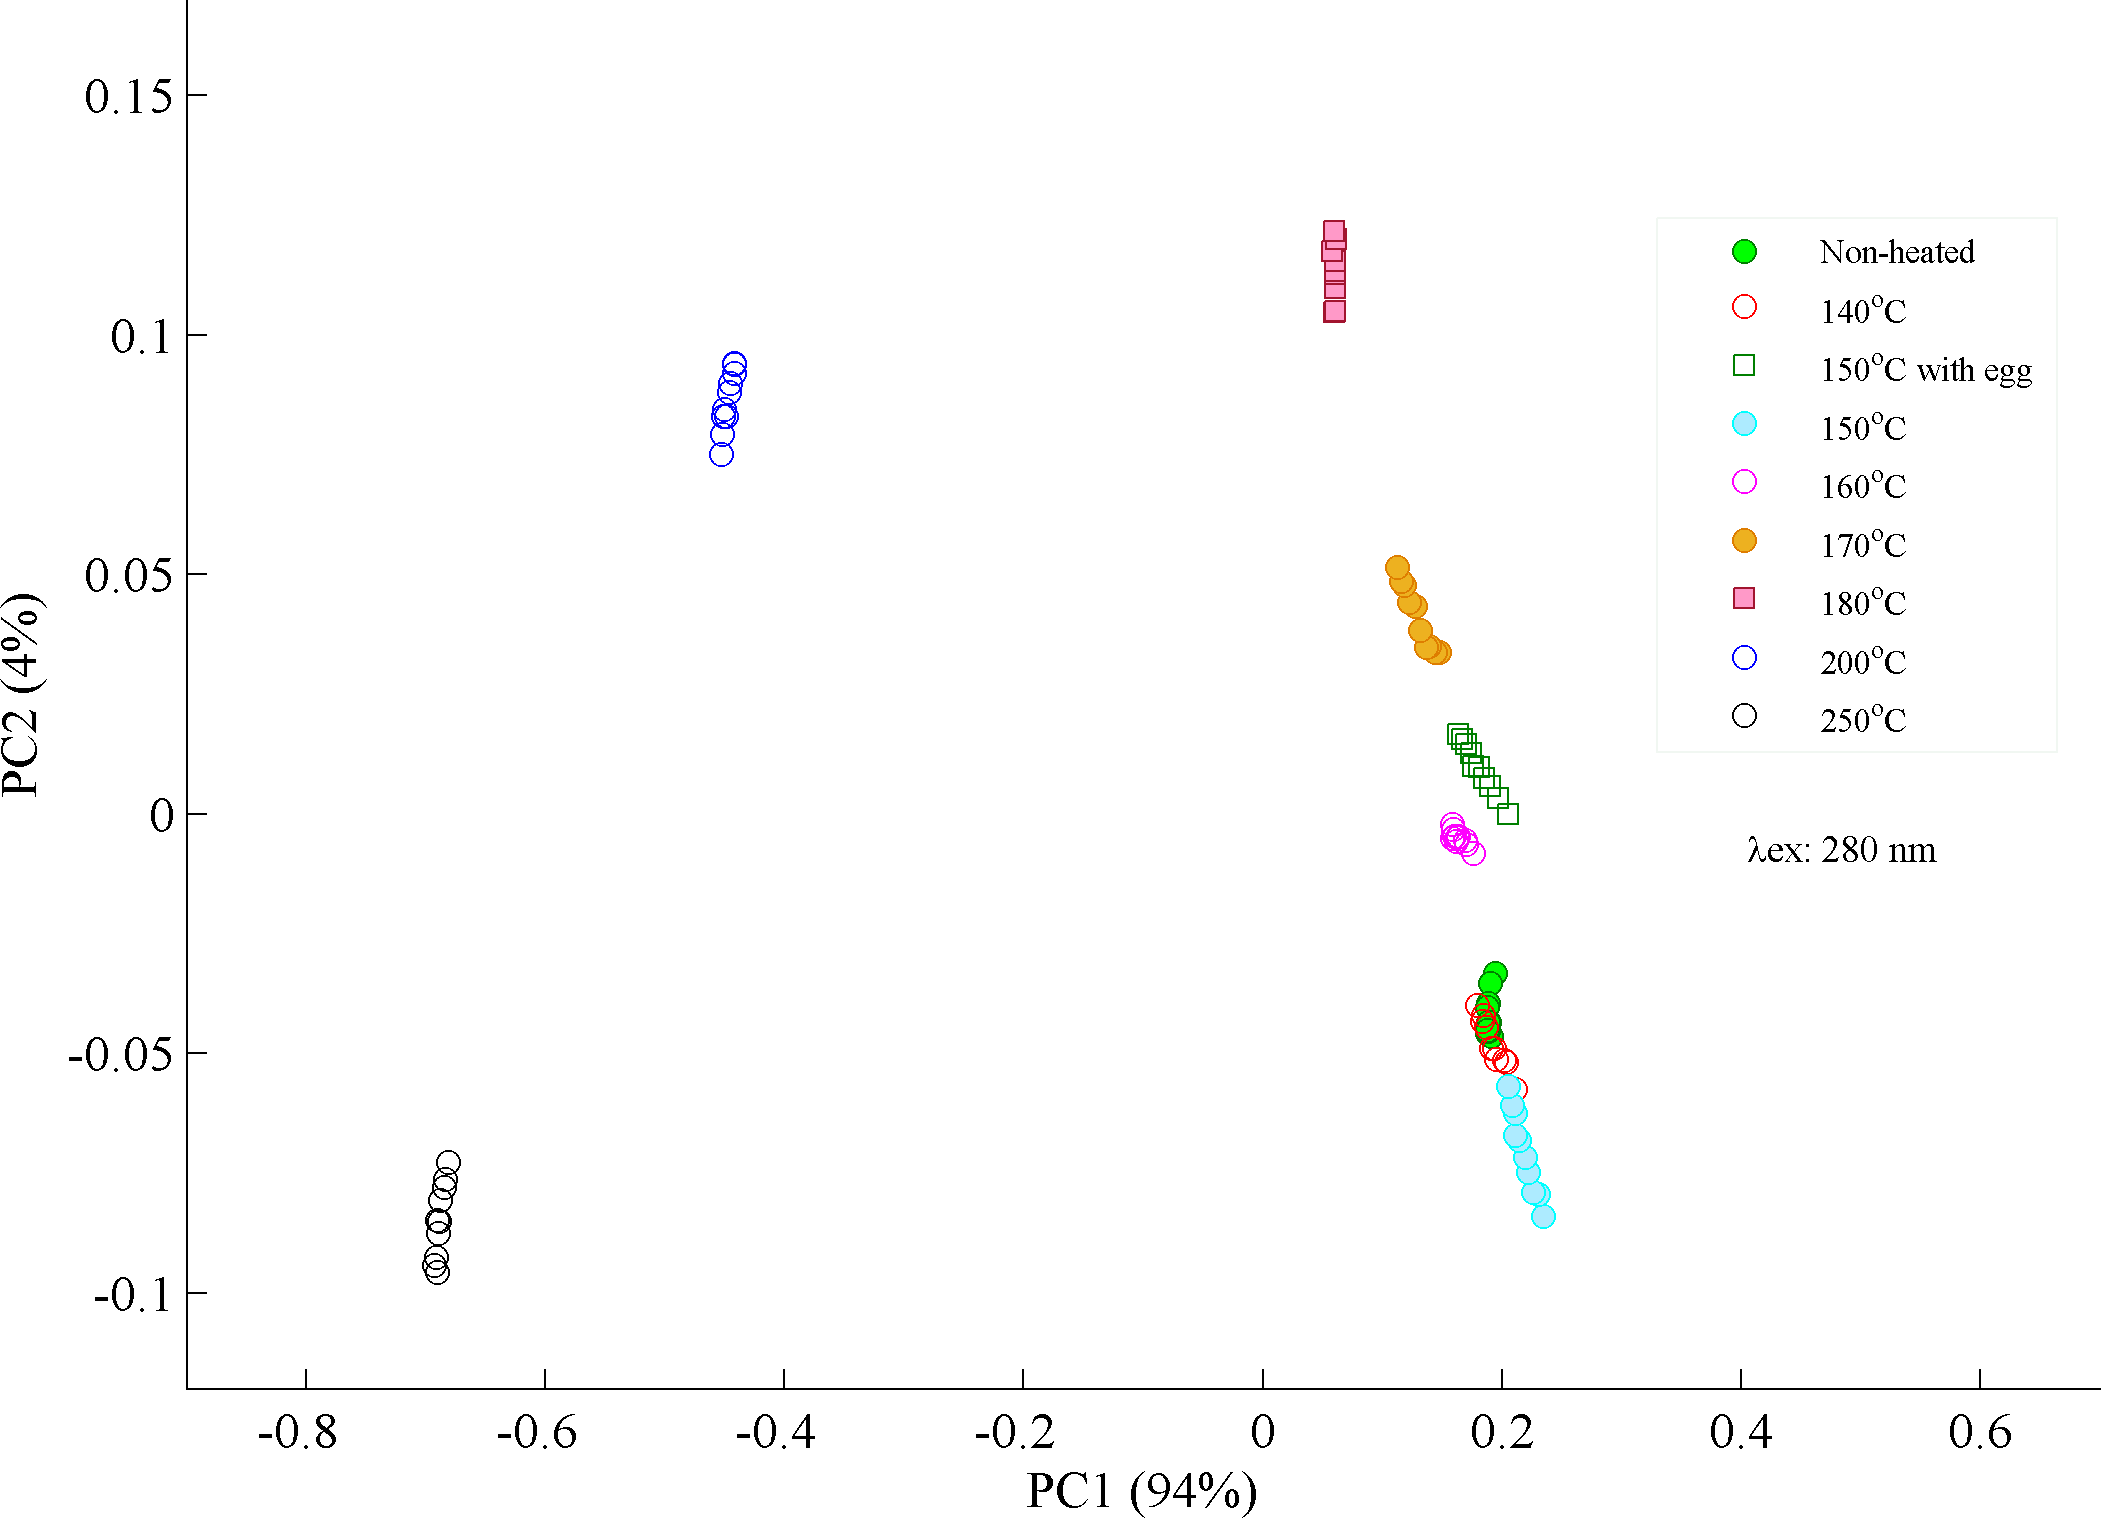 0.15
0.1
0.05
0
-0.05
-0.1
PC2 (4%)
-0.8
-0.6
-0.4
-0.2
0
0.2
0.4
0.6
PC1 (94%)
Non-heated
140°C
150°C with egg
150°C
160°C
170°C
180°C
200°C
250°C
λex: 280 nm